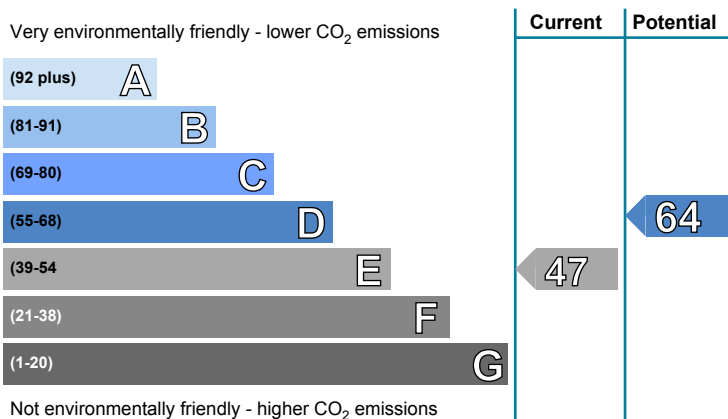 Very environmentally friendly - lower CO2 emissions
Current
Potential
(92 plus) A
(81-91) B
(69-80) C
(55-68) D
64
(39-54 E
47
(21-38) F
(1-20) G
Not environmentally friendly - higher CO2 emissions